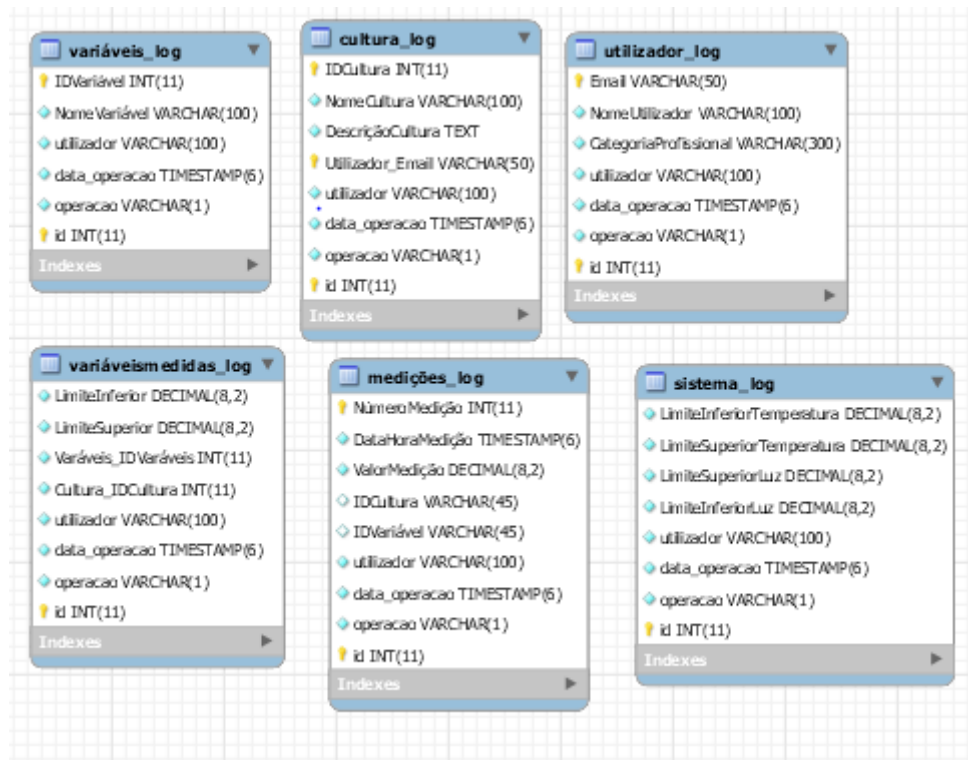 variáveis_log
IDVariável INT(11)
NomeVariável VARCHAR(100)
utilizador VARCHAR(100)
data_operacao TIMESTAMP(6)
operacao VARCHAR(1)
id INT(11)
Indexes
cultura_log
IDCultura INT(11)
NomeCultura VARCHAR(100)
DescriçãoCultura TEXT
Utilizador_Email VARCHAR(50)
utilizador VARCHAR(100)
data_operacao TIMESTAMP(6)
operacao VARCHAR(1)
id INT(11)
Indexes
utilizador_log
Email VARCHAR(50)
NomeUtilizador VARCHAR(100)
CategoriaProfissional VARCHAR(300)
utilizador VARCHAR(100)
data_operacao TIMESTAMP(6)
operacao VARCHAR(1)
id INT(11)
Indexes
variáveismedidas_log
LimiteInferior DECIMAL(8,2)
LimiteSuperior DECIMAL(8,2)
Varáveis_IDVaráveis INT(11)
Cultura_IDCultura INT(11)
utilizador VARCHAR(100)
data_operacao TIMESTAMP(6)
operacao VARCHAR(1)
id INT(11)
Indexes
medições_log
NúmeroMedição INT(11)
DataHoraMedição TIMESTAMP(6)
ValorMedição DECIMAL(8,2)
IDCultura VARCHAR(45)
IDVariável VARCHAR(45)
utilizador VARCHAR(100)
data_operacao TIMESTAMP(6)
operacao VARCHAR(1)
id INT(11)
Indexes
sistema_log
LimiteInferiorTemperatura DECIMAL(8,2)
LimiteSuperiorTemperatura DECIMAL(8,2)
LimiteSuperiorLuz DECIMAL(8,2)
LimiteInferiorLuz DECIMAL(8,2)
utilizador VARCHAR(100)
data_operacao TIMESTAMP(6)
operacao VARCHAR(1)
id INT(11)
Indexes